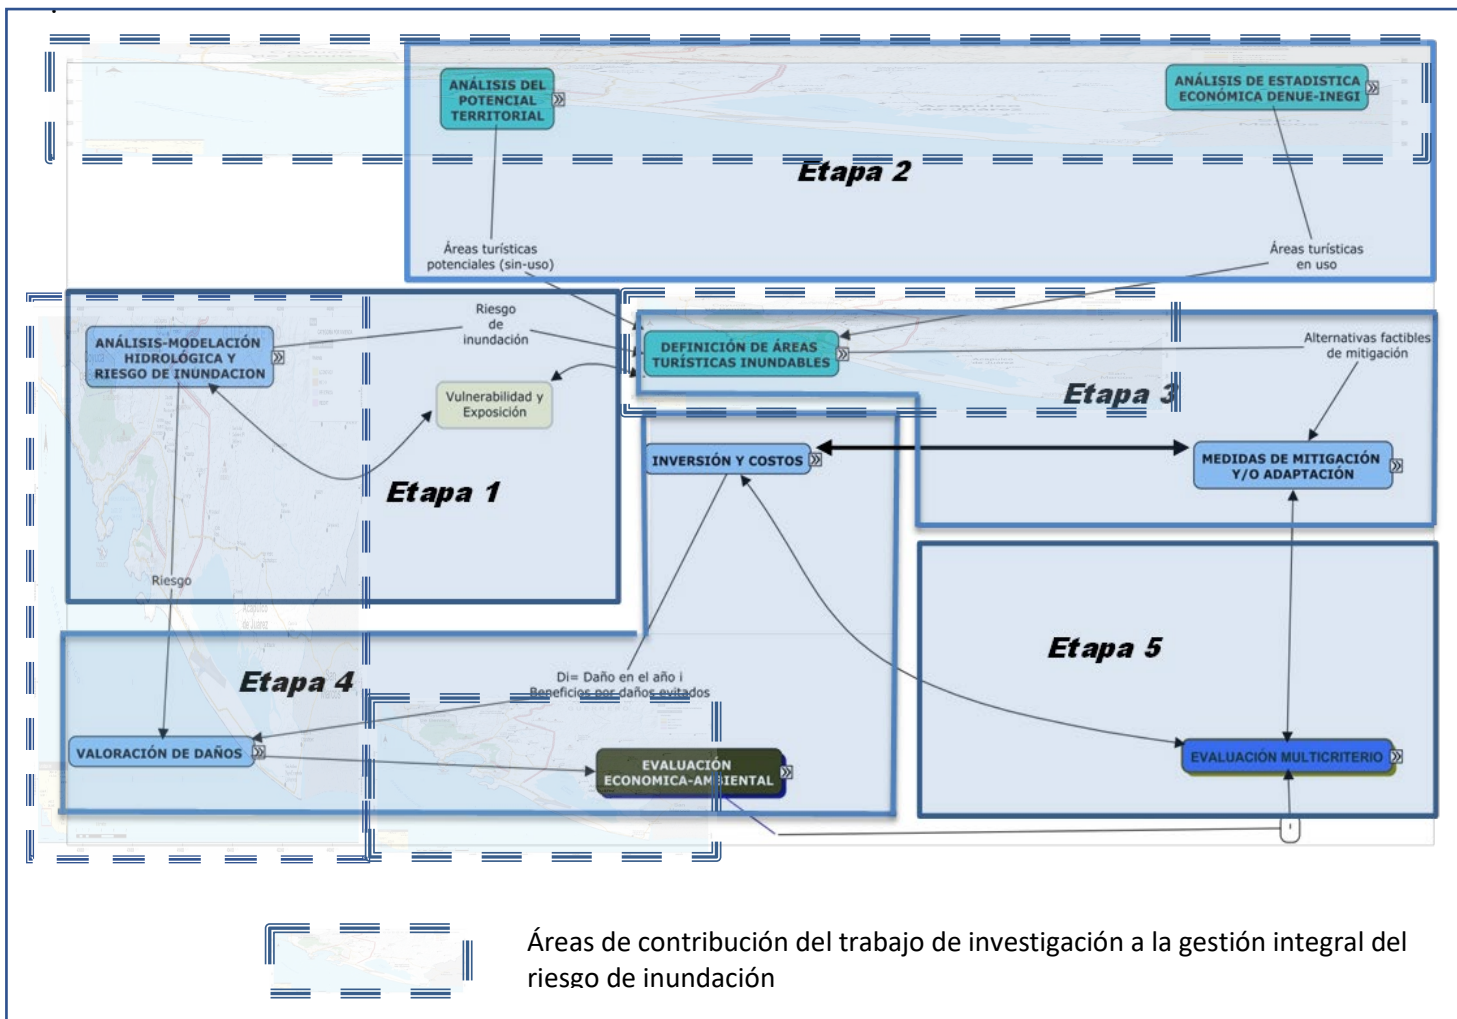 ANÁLISIS DEL
POTENCIAL
TERRITORIAL
ANÁLISIS DE ESTADISTICA
ECONÓMICA DENUE-INEGI
Etapa 2
Áreas turísticas
potenciales (sin-uso)
Áreas turísticas
en uso
ANÁLISIS-MODELACIÓN
HIDROLÓGICA Y
RIESGO DE INUNDACION
Riesgo
de
inundación
Vulnerabilidad y
Exposición
Etapa 1
Riesgo
DEFINICIÓN DE ÁREAS
TURÍSTICAS INUNDABLES
Alternativas factibles
de mitigación
Etapa 3
INVERSIÓN Y COSTOS
MEDIDAS DE MITIGACIÓN
Y/O ADAPTACIÓN
Etapa 4
Di= Daño en el año i
Beneficios por daños evitados
VALORACIÓN DE DAÑOS
EVALUACIÓN
ECONOMICA-AMBIENTAL
Etapa 5
EVALUACIÓN MULTICRITERIO
Áreas de contribución del trabajo de investigación a la gestión integral del
riesgo de inundación